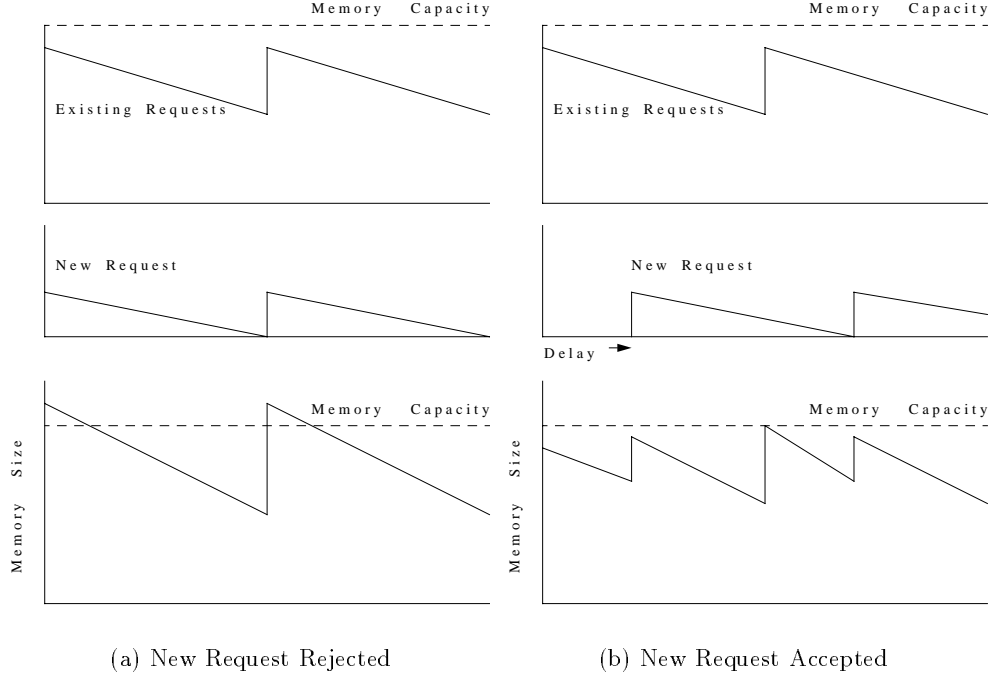 Memory Capacity
Existing Requests
New Request
Memory Capacity
Memory Size
(a) New Request Rejected
Memory Capacity
Existing Requests
New Request
Delay
Memory Capacity
Memory Size
(b) New Request Accepted